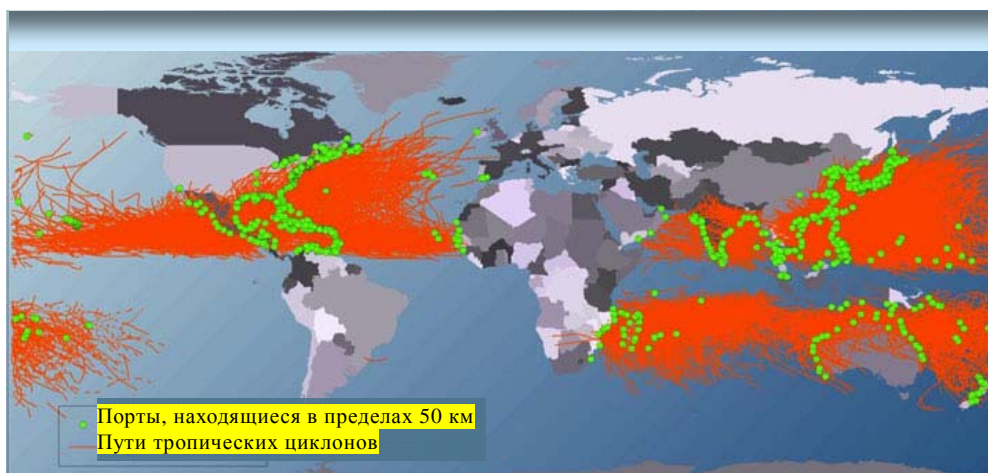 Порты, находящиеся в пределах 50 км
Пути тропических циклонов